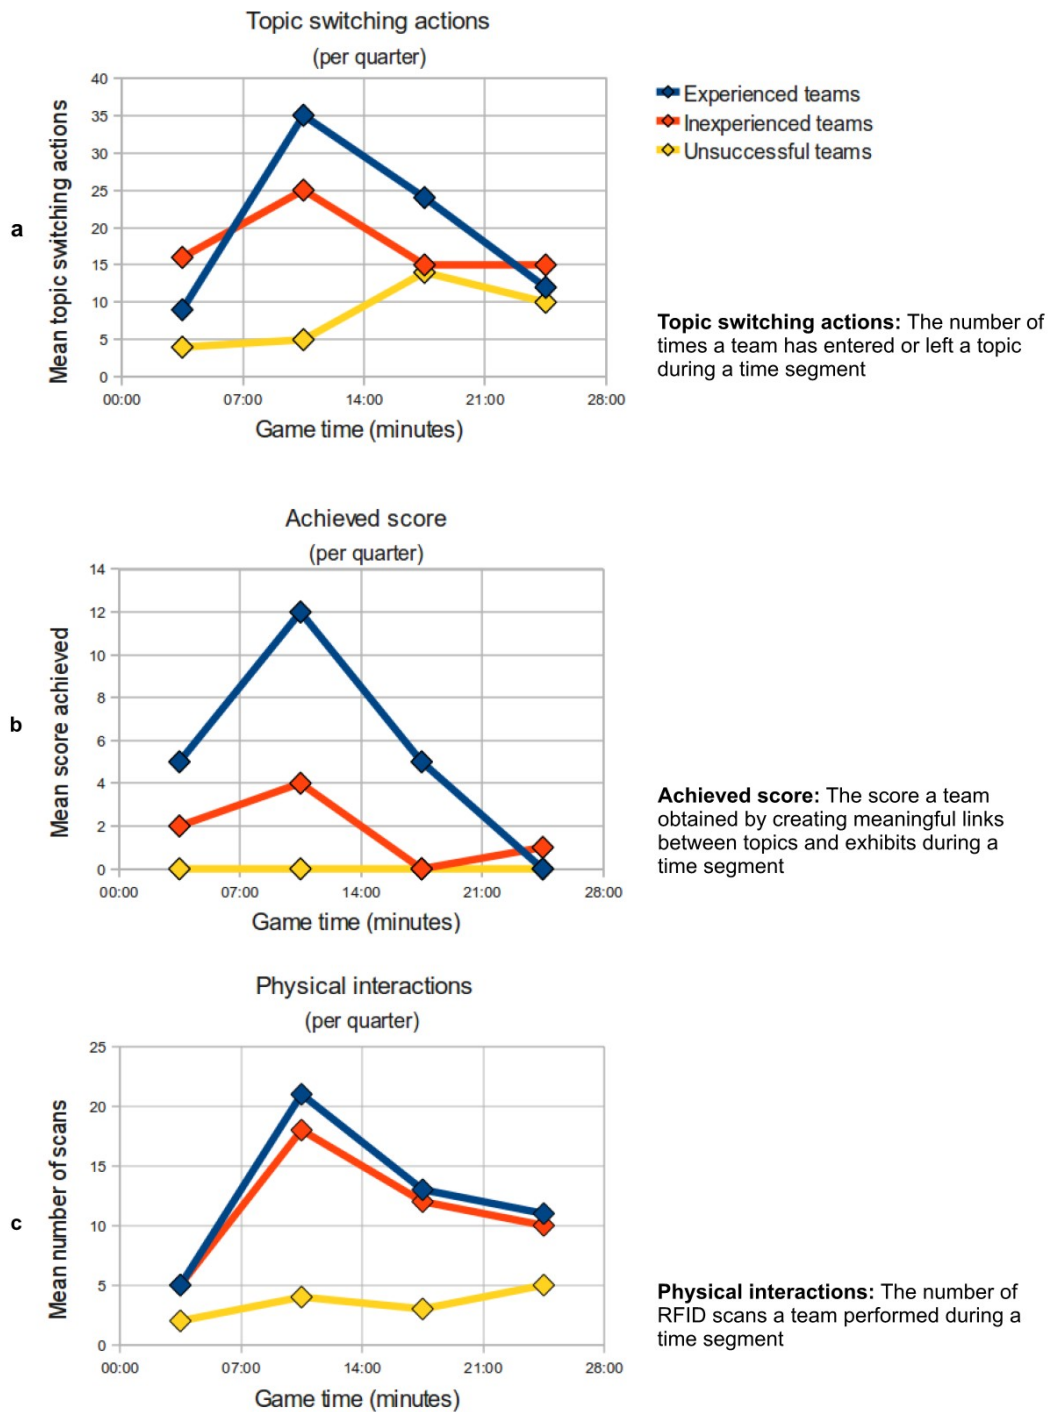 Topic switching actions
(per quarter)
40
35
30
25
20
15
10
5
0
Mean topic switching actions
00:00 07:00 14:00 21:00 28:00
Game time (minutes)
a
Experienced teams
Inexperienced teams
Unsuccessful teams
Topic switching actions: The number of
times a team has entered or left a topic
during a time segment
Achieved score
(per quarter)
14
12
10
8
6
4
2
0
Mean score achieved
00:00 07:00 14:00 21:00 28:00
Game time (minutes)
b
Achieved score: The score a team
obtained by creating meaningful links
between topics and exhibits during a
time segment
Physical interactions
(per quarter)
25
20
15
10
5
0
Mean number of scans
00:00 07:00 14:00 21:00 28:00
Game time (minutes)
c
Physical interactions: The number of
RFID scans a team performed during a
time segment